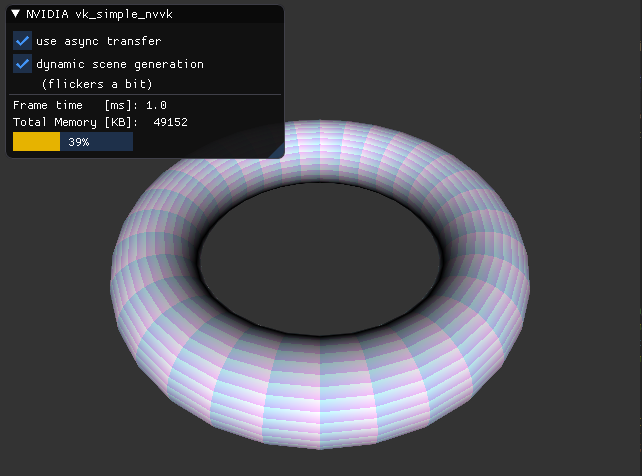 NVIDIA vk_simple_nvvk
use async transfer
dynamic scene generation
(flickers a bit)
Frame time [ms]: 1.0
Total Memory [KB]: 49152
39%